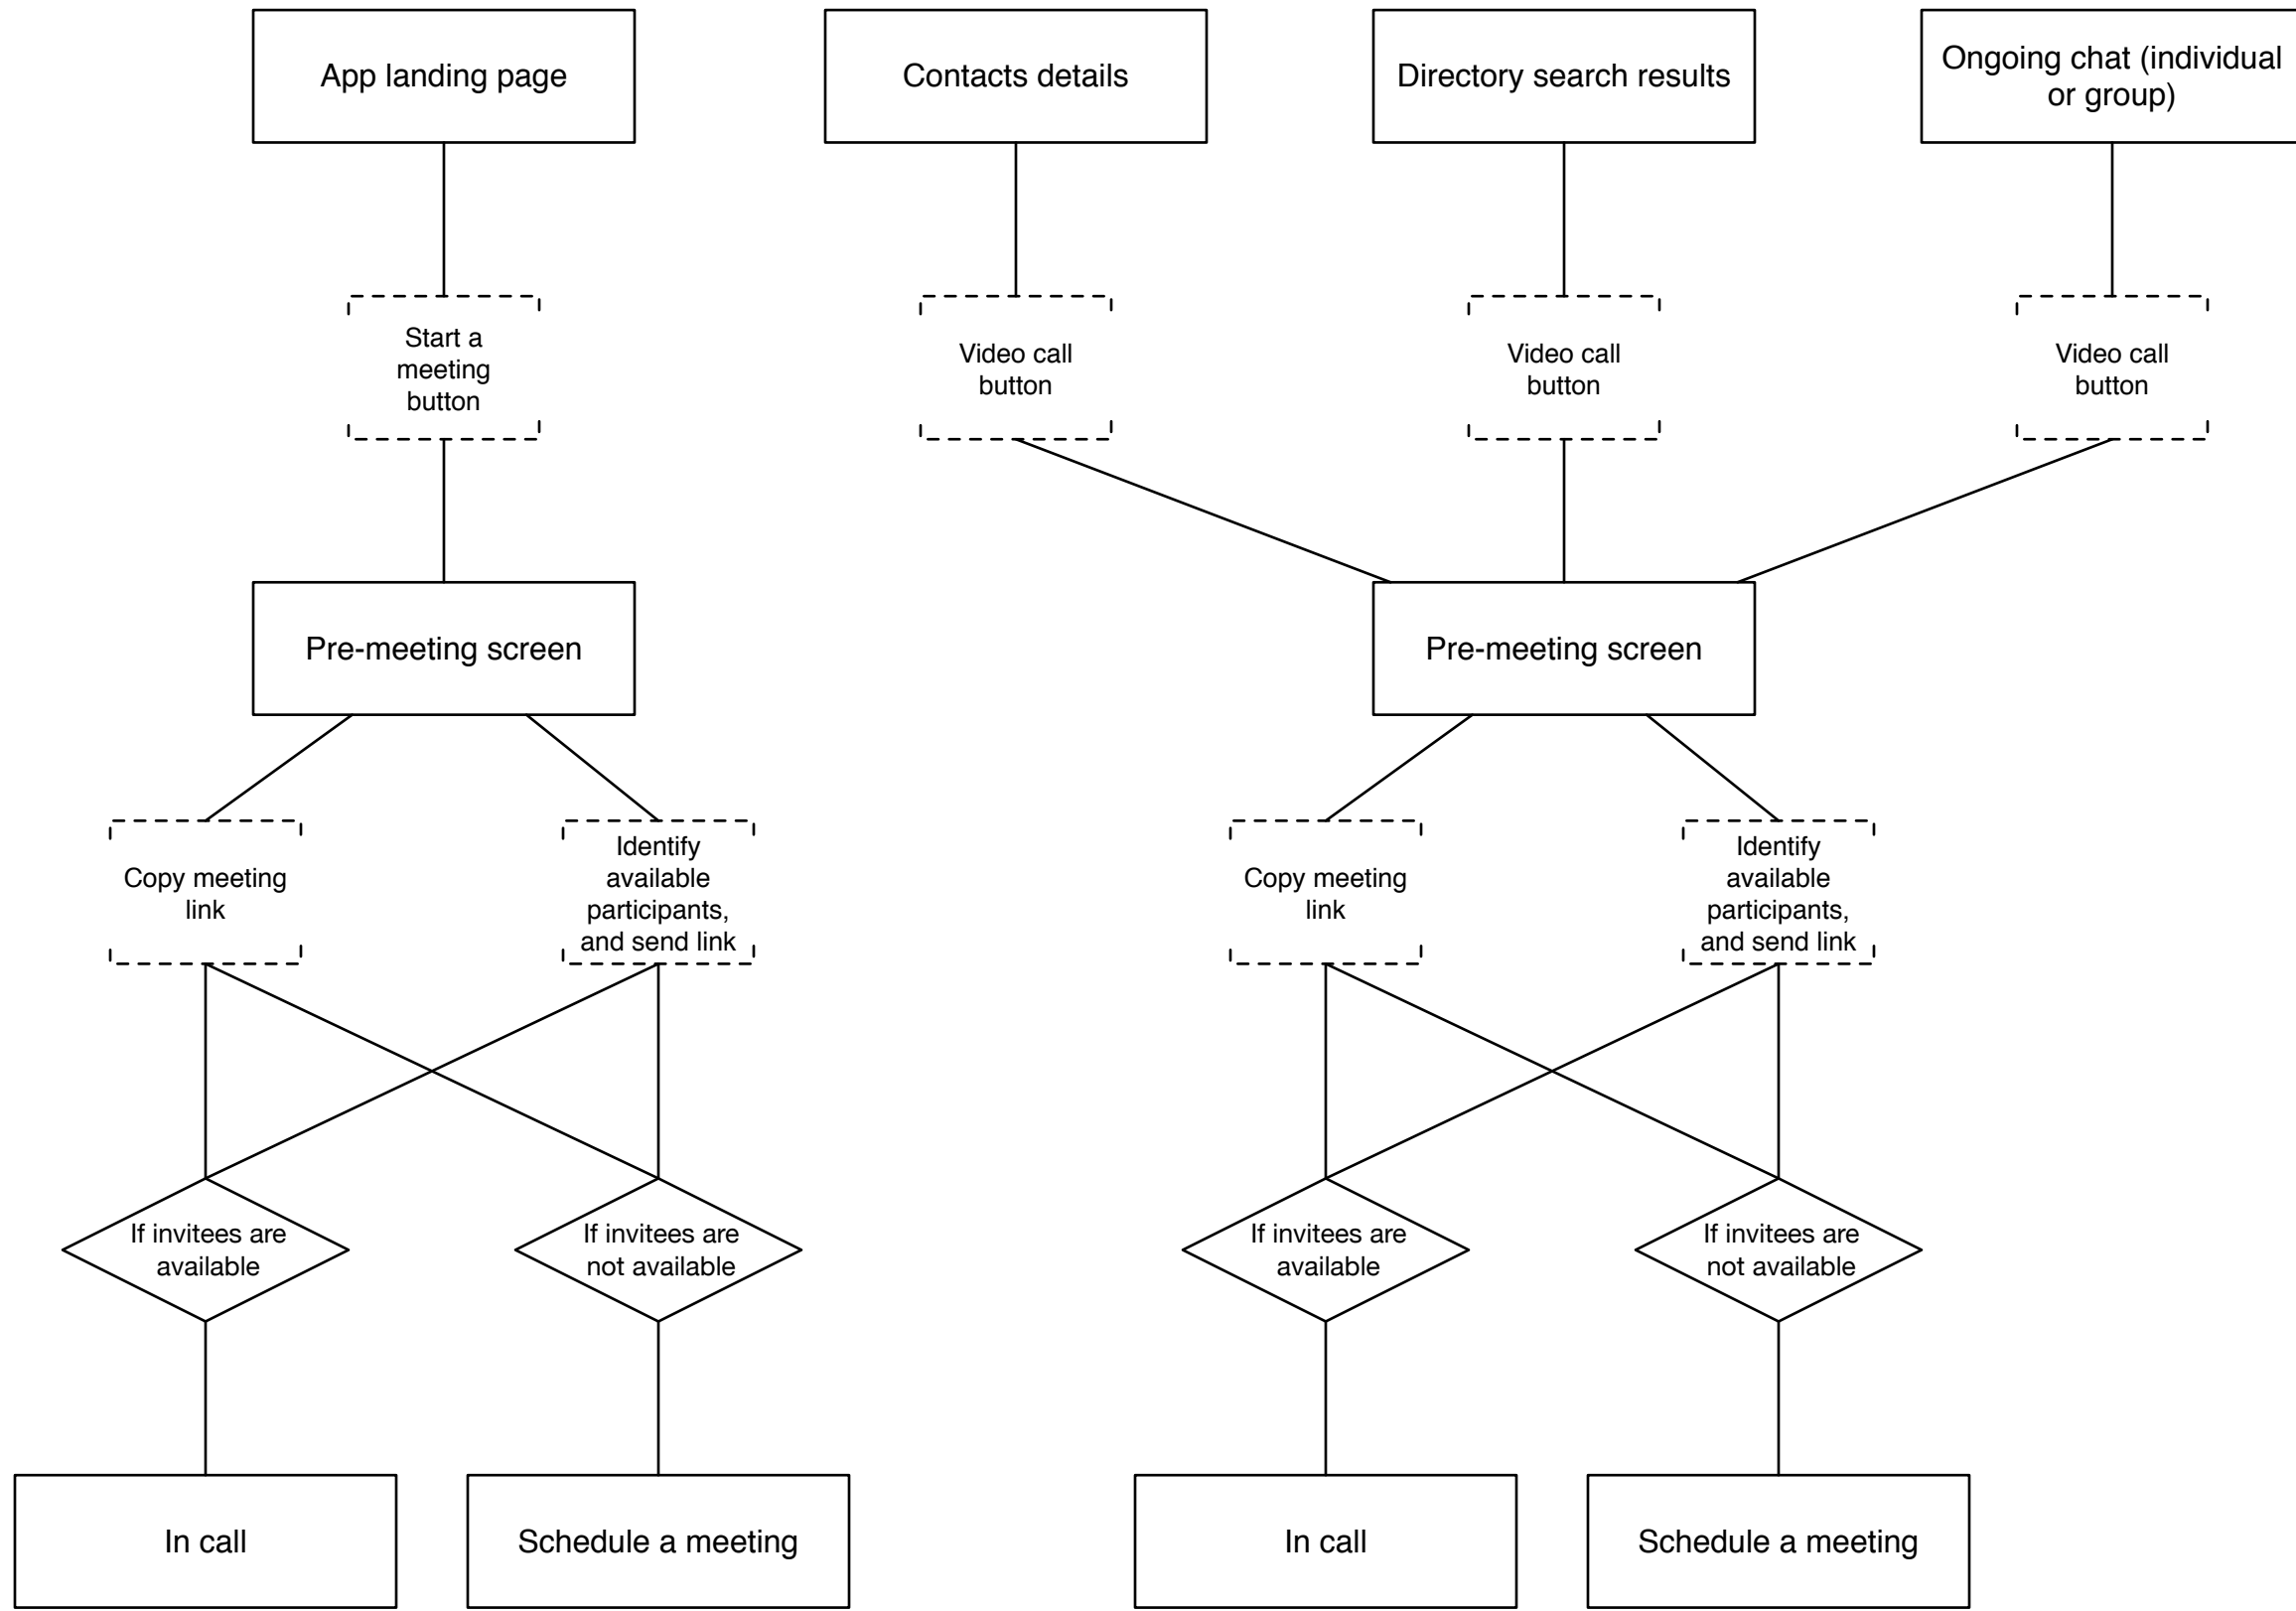 App landing page
Contacts details
Directory search results
Ongoing chat (individual
or group)
Start a
meeting
button
Video call
button
Video call
button
Video call
button
Pre-meeting screen
Pre-meeting screen
Copy meeting
link
Identify
available
participants,
and send link
Copy meeting
link
Identify
available
participants,
and send link
If invitees are
available
If invitees are
not available
If invitees are
available
If invitees are
not available
In call
Schedule a meeting
In call
Schedule a meeting